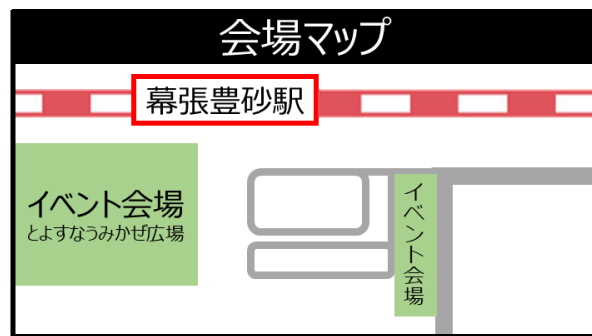 会場マップ
幕張豊砂駅
イベント会場
とよすなうみかぜ広場
イベント会場